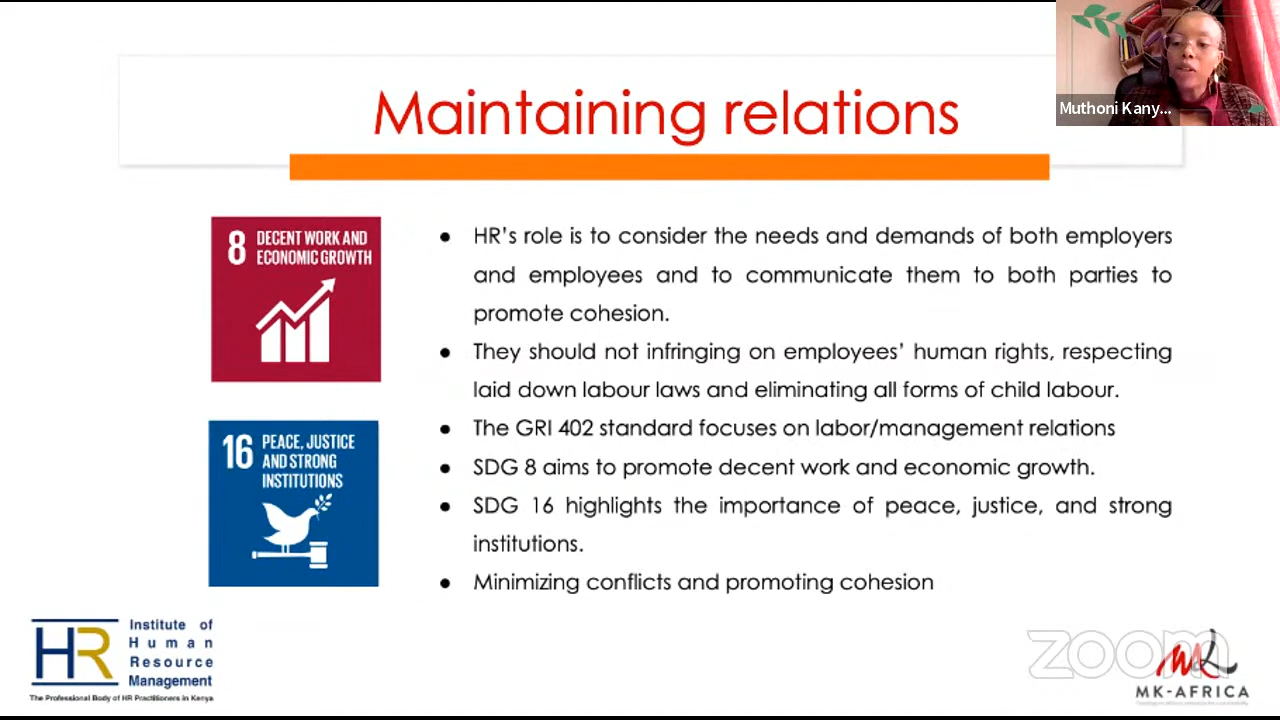 Maintaining relations
Muthoni Kany...
8 DECENT WORK AND
ECONOMIC GROWTH
● HR's role is to consider the needs and demands of both employers
and employees and to communicate them to both parties to
promote cohesion.
● They should not infringing on employees' human rights, respecting
laid down labour laws and eliminating all forms of child labour.
● The GRI 402 standard focuses on labor/management relations
● SDG 8 aims to promote decent work and economic growth.
● SDG 16 highlights the importance of peace, justice, and strong
institutions.
● Minimizing conflicts and promoting cohesion
16 PEACE, JUSTICE
AND STRONG
INSTITUTIONS
HR
Institute of
Human
Resource
Management
The Professional Body of HR Practitioners in Kenya
zoom
MK-AFRICA